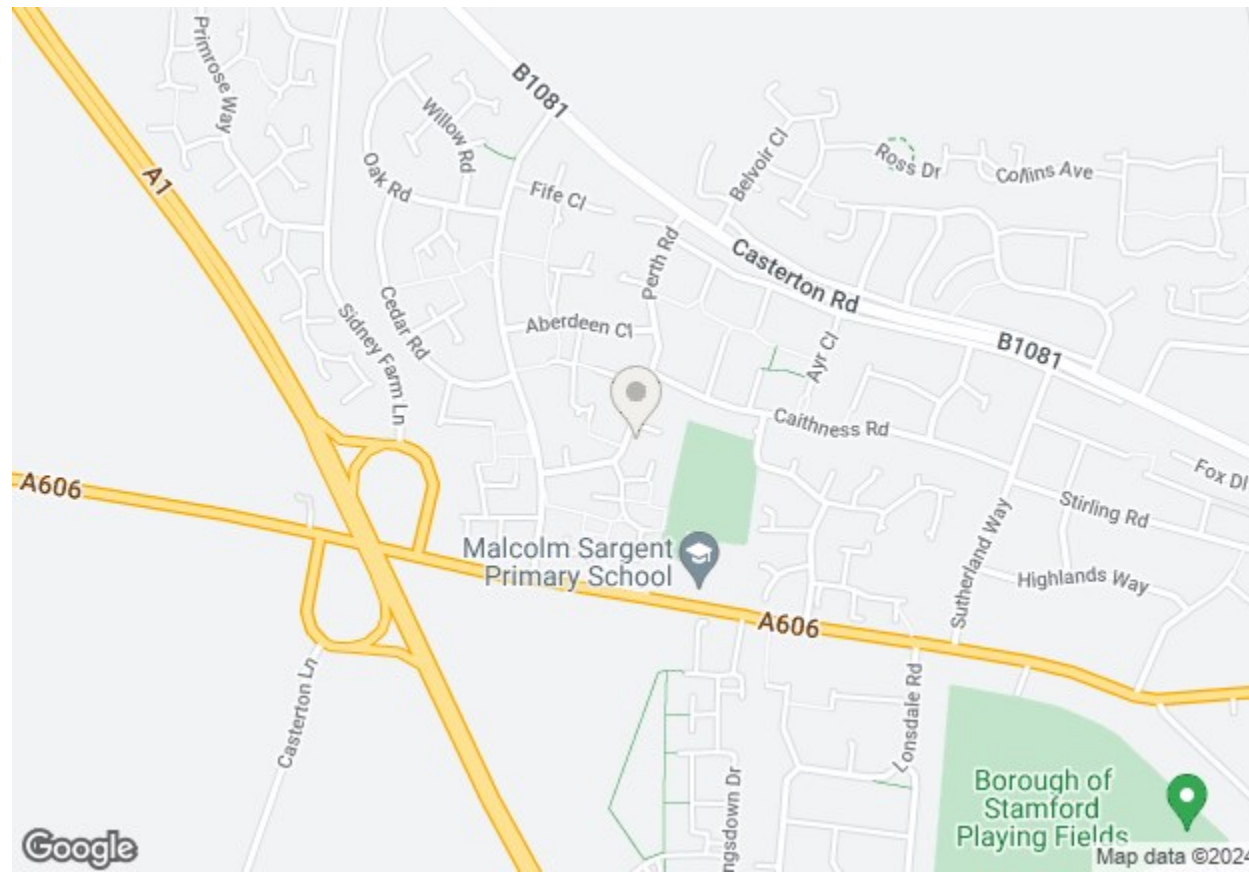 Primrose Way
B1081
Willow Rd
A1
Oak Rd
Fife Cl
Belvoir Cl
Ross Dr
Collins Ave
Perth Rd
Casterton Rd
Cedar Rd
Sidney Farm Ln
Aberdeen Cl
Ayr Cl
B1081
Caithness Rd
Fox Dl
A606
Stirling Rd
Malcolm Sargent
Primary School
Sutherland Way
Highlands Way
A606
Casterton Ln
Lonsdale Rd
ngsdown Dr
Borough of
Stamford
Playing Fields
Google
Map data ©2024